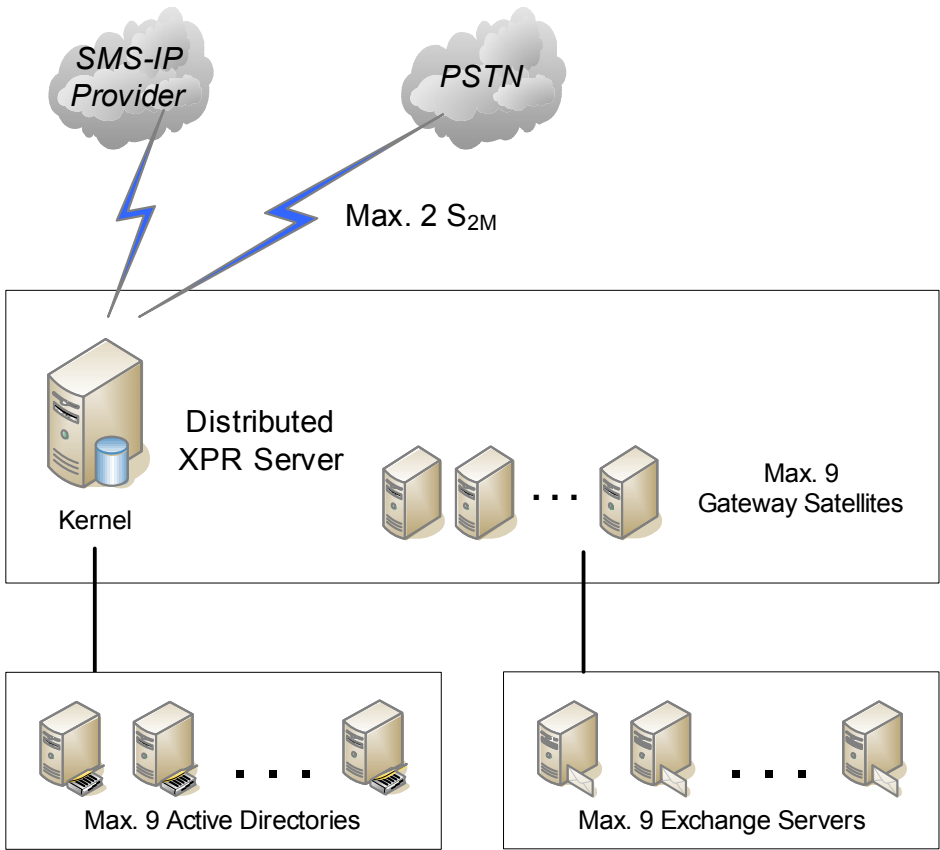 SMS-IP
Provider
PSTN
Max. 2 S2M
Distributed
XPR Server
Kernel
Max. 9
Gateway Satellites
Max. 9 Active Directories
Max. 9 Exchange Servers